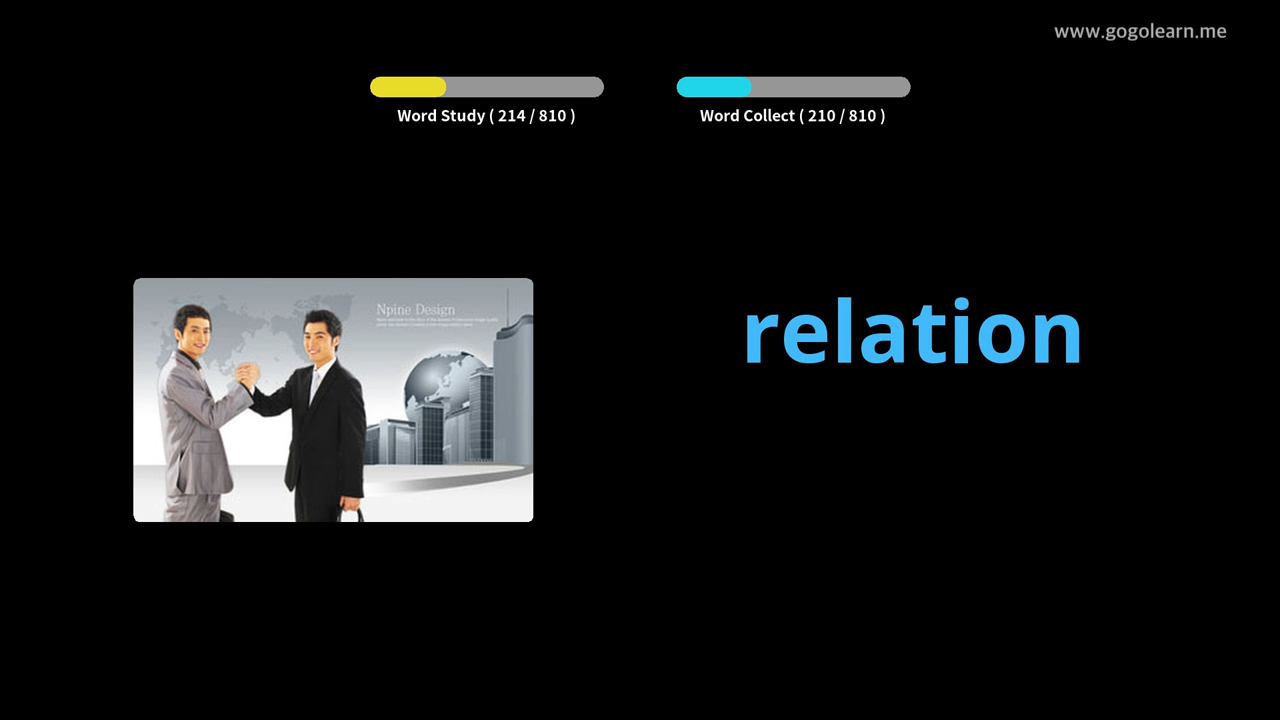 www.gogolearn.me
Word Study ( 214 / 810 )
Word Collect ( 210 / 810 )
Npine Design
relation